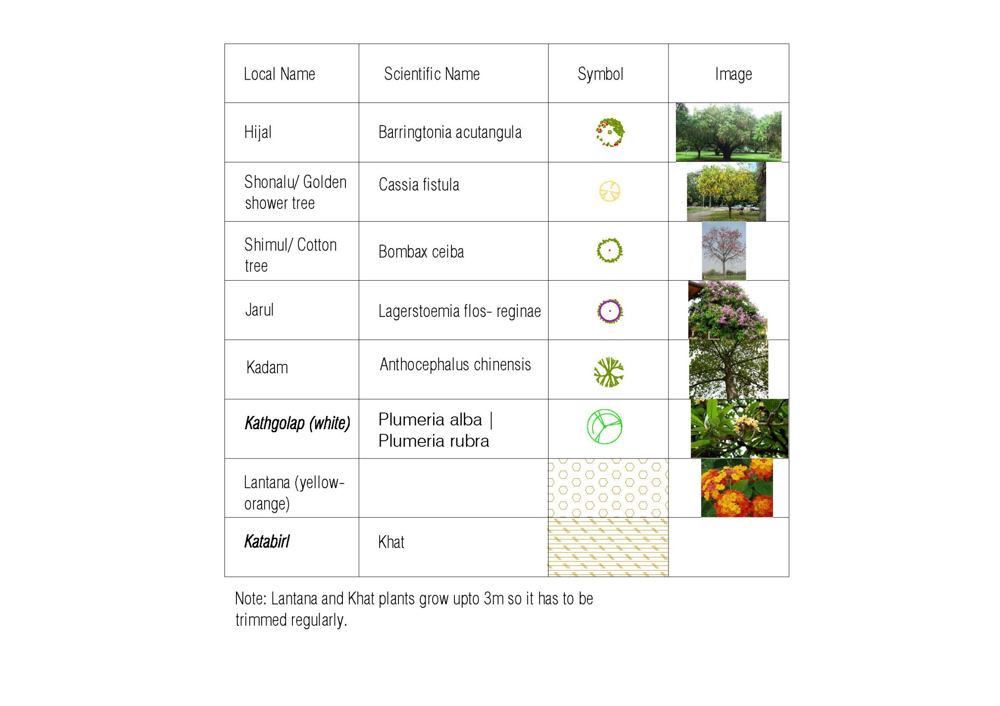 Local Name Scientific Name Symbol Image
Hijal Barringtonia acutangula
Shonalu/ Golden
shower tree
Cassia fistula
Shimul/ Cotton
tree
Bombax ceiba
Jarul Lagerstoemia flos- reginae
Kadam Anthocephalus chinensis
Kathgolap (white)
Plumeria alba |
Plumeria rubra
Lantana (yellow-
orange)
Katabirl Khat
Note: Lantana and Khat plants grow upto 3m so it has to be
trimmed regularly.